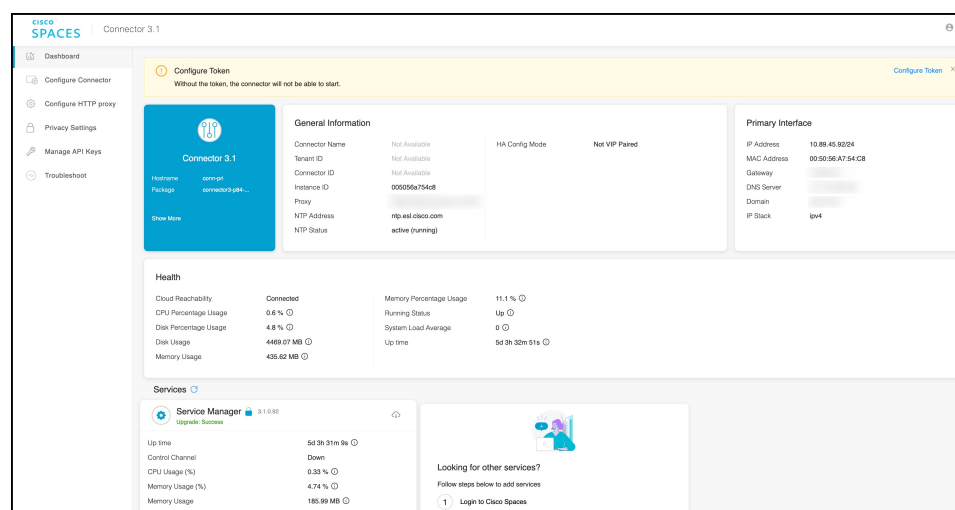 CISCO
SPACES
Connector 3.1
Dashboard
Configure Connector
Configure HTTP proxy
Privacy Settings
Manage API Keys
Troubleshoot
Configure Token
Without the token, the connector will not be able to start.
Configure Token
Connector 3.1
Hostname conn-pri
Package connector3-p84-...
Show More
General Information
Connector Name Not Available
Tenant ID Not Available
Connector ID Not Available
Instance ID 005056a754c8
Proxy
NTP Address ntp.esl.cisco.com
NTP Status active (running)
HA Config Mode Not VIP Paired
Primary Interface
IP Address 10.89.45.92/24
MAC Address 00:50:56:A7:54:C8
Gateway
DNS Server
Domain
IP Stack ipv4
Health
Cloud Reachability Connected
CPU Percentage Usage 0.6 %
Disk Percentage Usage 4.8 %
Disk Usage 4469.07 MB
Memory Usage 435.62 MB
Memory Percentage Usage 11.1 %
Running Status Up
System Load Average 0
Up time 5d 3h 32m 51s
Services
Service Manager 3.1.0.92
Upgrade: Success
Up time 5d 3h 31m 9s
Control Channel Down
CPU Usage (%) 0.33 %
Memory Usage (%) 4.74 %
Memory Usage 185.99 MB
Looking for other services?
Follow steps below to add services
1 Login to Cisco Spaces